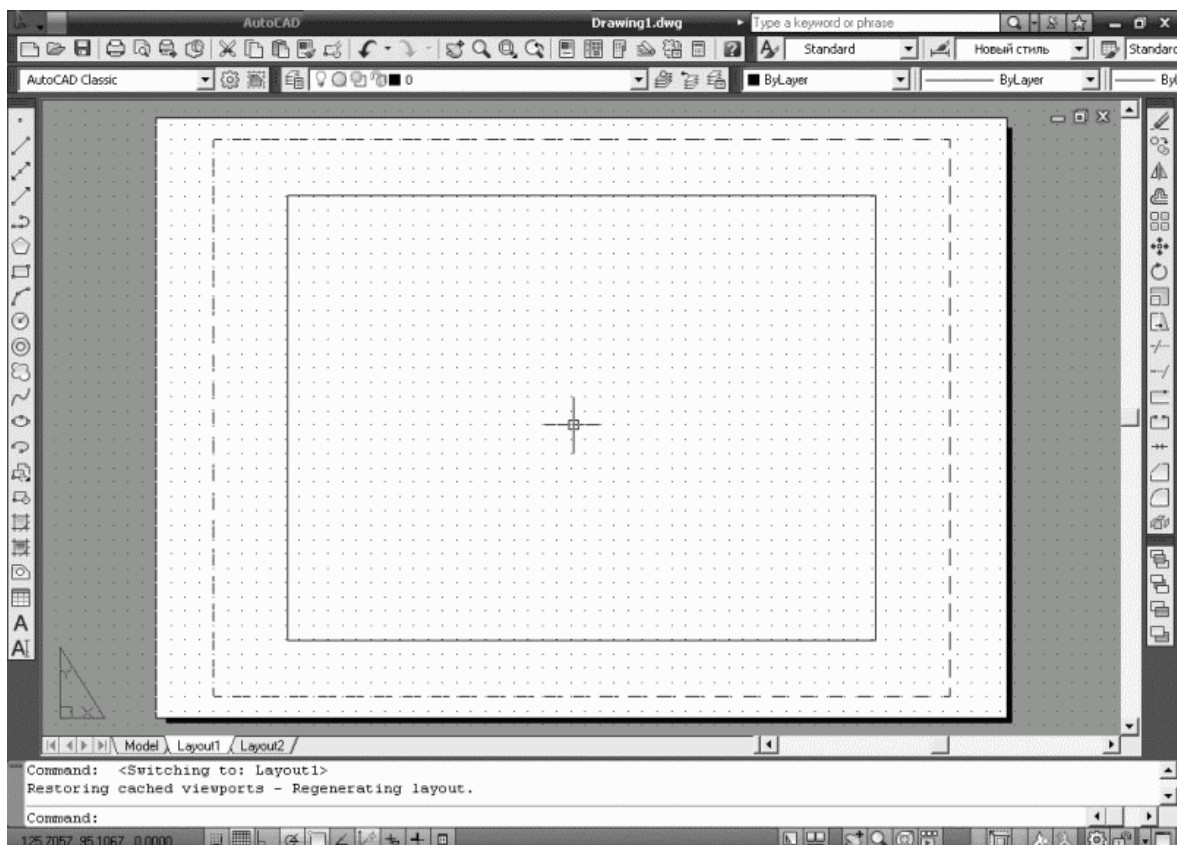 AutoCAD Drawing1.dwg Type a keyword or phrase
Standard Новый стиль Standard
AutoCAD Classic 0 ByLayer ByLayer
A
AI
Y
X
Model Layout1 Layout2
Command: <Switching to: Layout1>
Restoring cached viewports - Regenerating layout.
Command:
125.7057, 95.1067, 0.0000